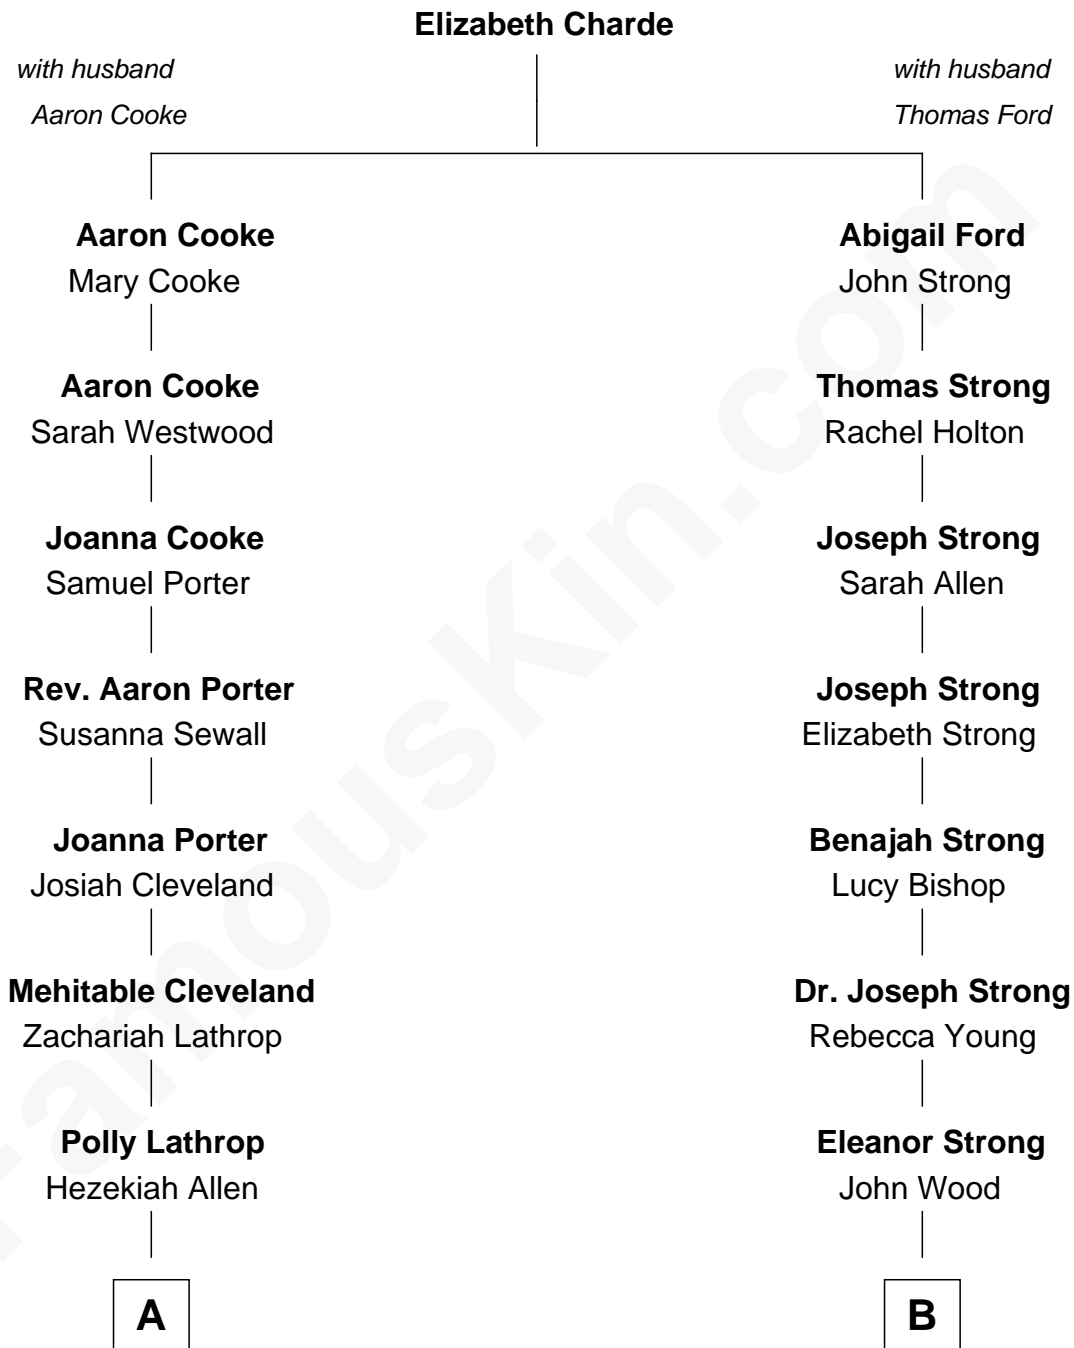 Elizabeth Charde
with husband
Aaron Cooke
with husband
Thomas Ford
Aaron Cooke
Mary Cooke
Abigail Ford
John Strong
Aaron Cooke
Sarah Westwood
Thomas Strong
Rachel Holton
Joanna Cooke
Samuel Porter
Joseph Strong
Sarah Allen
Rev. Aaron Porter
Susanna Sewall
Joseph Strong
Elizabeth Strong
Joanna Porter
Josiah Cleveland
Benajah Strong
Lucy Bishop
Mehitable Cleveland
Zachariah Lathrop
Dr. Joseph Strong
Rebecca Young
Polly Lathrop
Hezekiah Allen
Eleanor Strong
John Wood
A
B
FamousKin.com